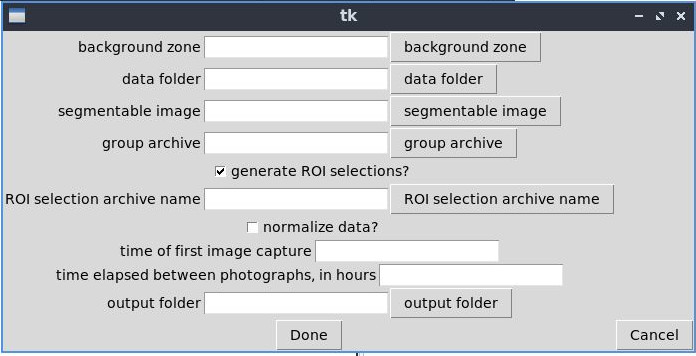 tk
background zone background zone
data folder data folder
segmentable image segmentable image
group archive group archive
generate ROI selections?
ROI selection archive name ROI selection archive name
normalize data?
time of first image capture
time elapsed between photographs, in hours
output folder output folder
Done Cancel